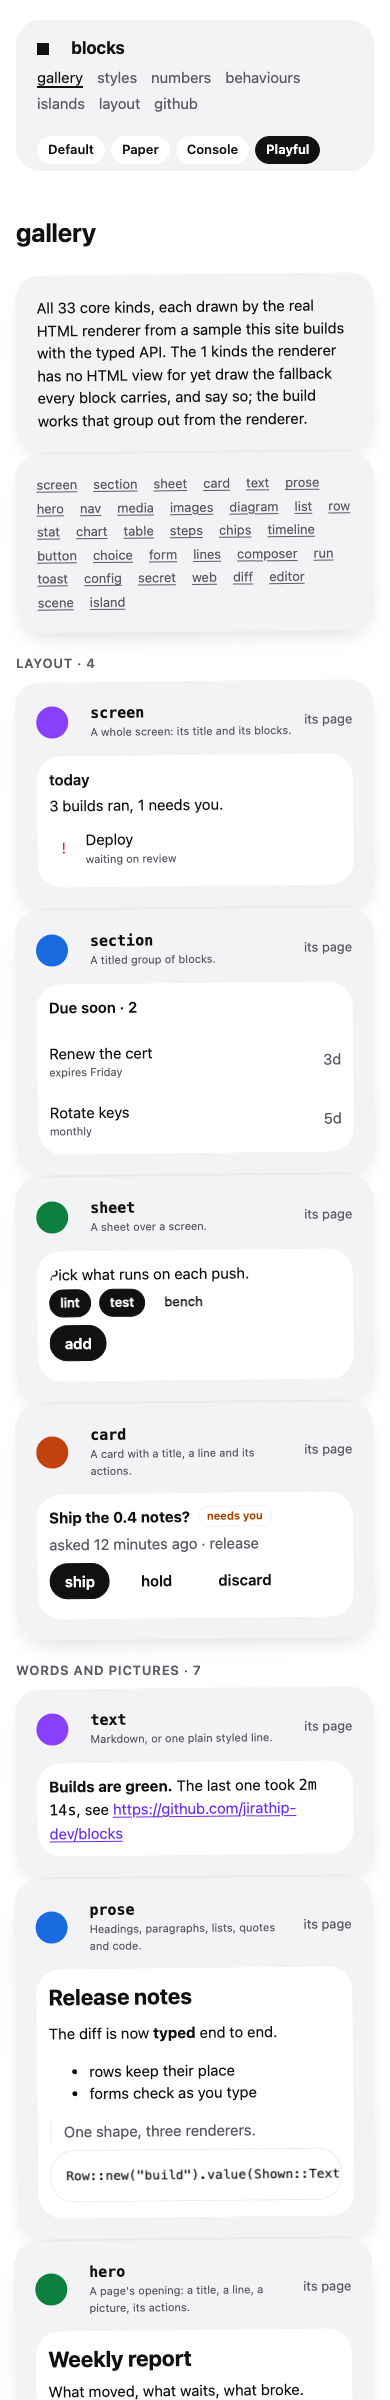 blocks
gallery styles numbers behaviours
islands layout github
Default Paper Console Playful
gallery
All 33 core kinds, each drawn by the real
HTML renderer from a sample this site builds
with the typed API. The 1 kinds the renderer
has no HTML view for yet draw the fallback
every block carries, and say so; the build
works that group out from the renderer.
screen section sheet card text prose
hero nav media images diagram list row
stat chart table steps chips timeline
button choice form lines composer run
toast config secret web diff editor
scene island
LAYOUT · 4
screen its page
A whole screen: its title and its blocks.
today
3 builds ran, 1 needs you.
! Deploy
waiting on review
section its page
A titled group of blocks.
Due soon · 2
Renew the cert 3d
expires Friday
Rotate keys 5d
monthly
sheet its page
A sheet over a screen.
Pick what runs on each push.
lint test bench
add
card its page
A card with a title, a line and its
actions.
Ship the 0.4 notes? needs you
asked 12 minutes ago · release
ship hold discard
WORDS AND PICTURES · 7
text its page
Markdown, or one plain styled line.
Builds are green. The last one took 2m
14s, see https://github.com/jirathip-
dev/blocks
prose its page
Headings, paragraphs, lists, quotes
and code.
Release notes
The diff is now typed end to end.
• rows keep their place
• forms check as you type
One shape, three renderers.
Row::new("build").value(Shown::Text
hero its page
A page's opening: a title, a line, a
picture, its actions.
Weekly report
What moved, what waits, what broke.